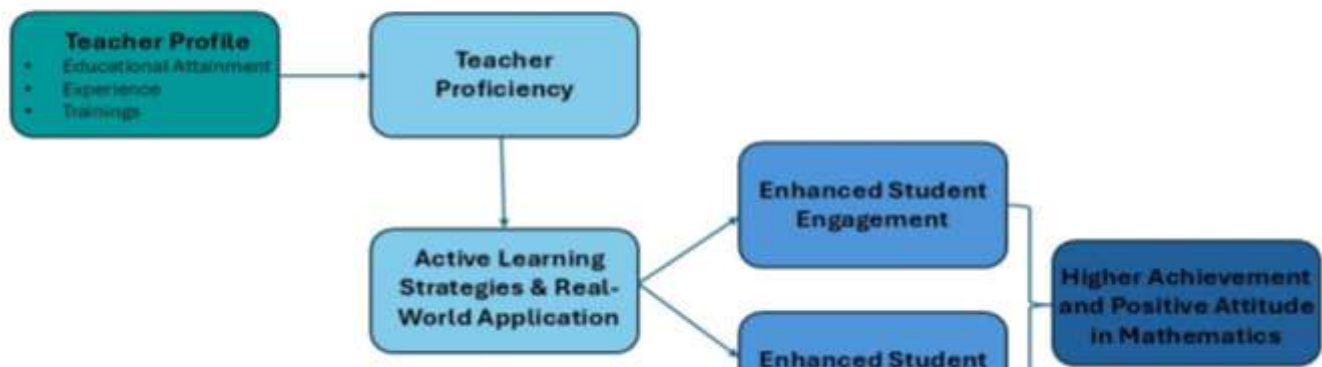 Teacher Profile
• Educational Attainment
• Experience
• Trainings
Teacher
Proficiency
Active Learning
Strategies & Real-
World Application
Enhanced Student
Engagement
Enhanced Student
Higher Achievement
and Positive Attitude
in Mathematics